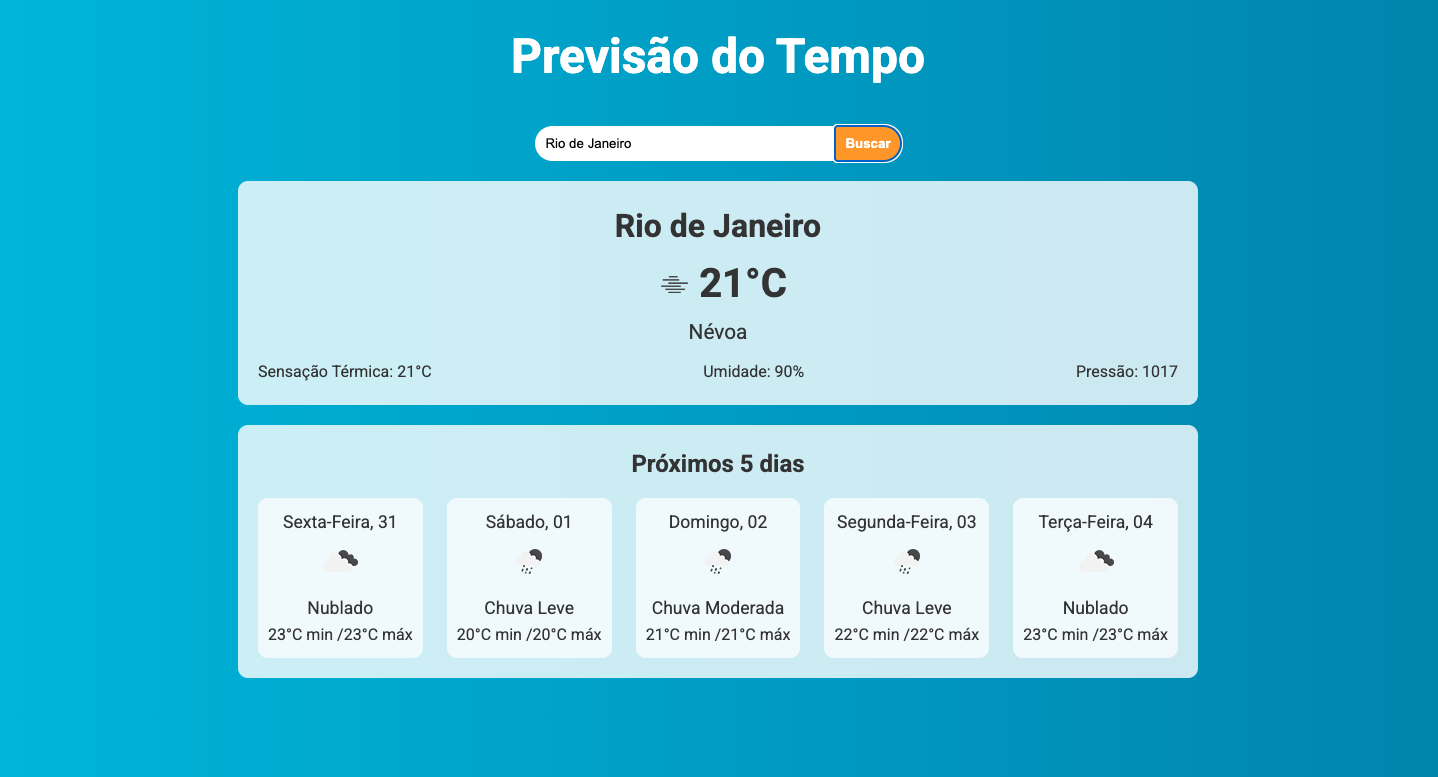 Previsão do Tempo
Rio de Janeiro
Buscar
Rio de Janeiro
21°C
Névoa
Sensação Térmica: 21°C
Umidade: 90%
Pressão: 1017
Próximos 5 dias
Sexta-Feira, 31
Nublado
23°C min /23°C máx
Sábado, 01
Chuva Leve
20°C min /20°C máx
Domingo, 02
Chuva Moderada
21°C min /21°C máx
Segunda-Feira, 03
Chuva Leve
22°C min /22°C máx
Terça-Feira, 04
Nublado
23°C min /23°C máx